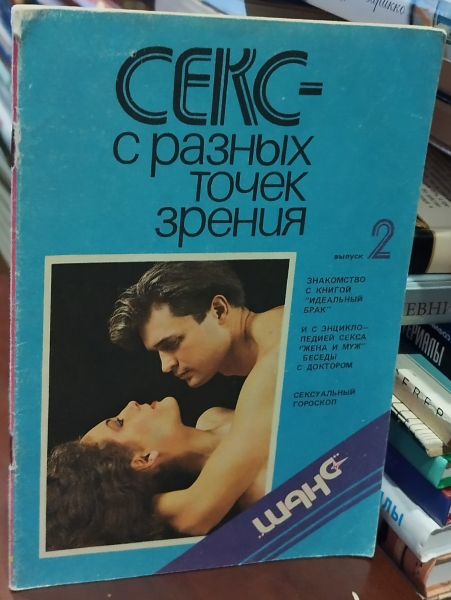 СЕКС-
с разных
точек
зрения
выпуск 2
ЗНАКОМСТВО
С КНИГОЙ
"ИДЕАЛЬНЫЙ
БРАК"
И С ЭНЦИКЛО-
ПЕДИЕЙ СЕКСА
"ЖЕНА И МУЖ"
БЕСЕДЫ
С ДОКТОРОМ
СЕКСУАЛЬНЫЙ
ГОРОСКОП
ШАНС